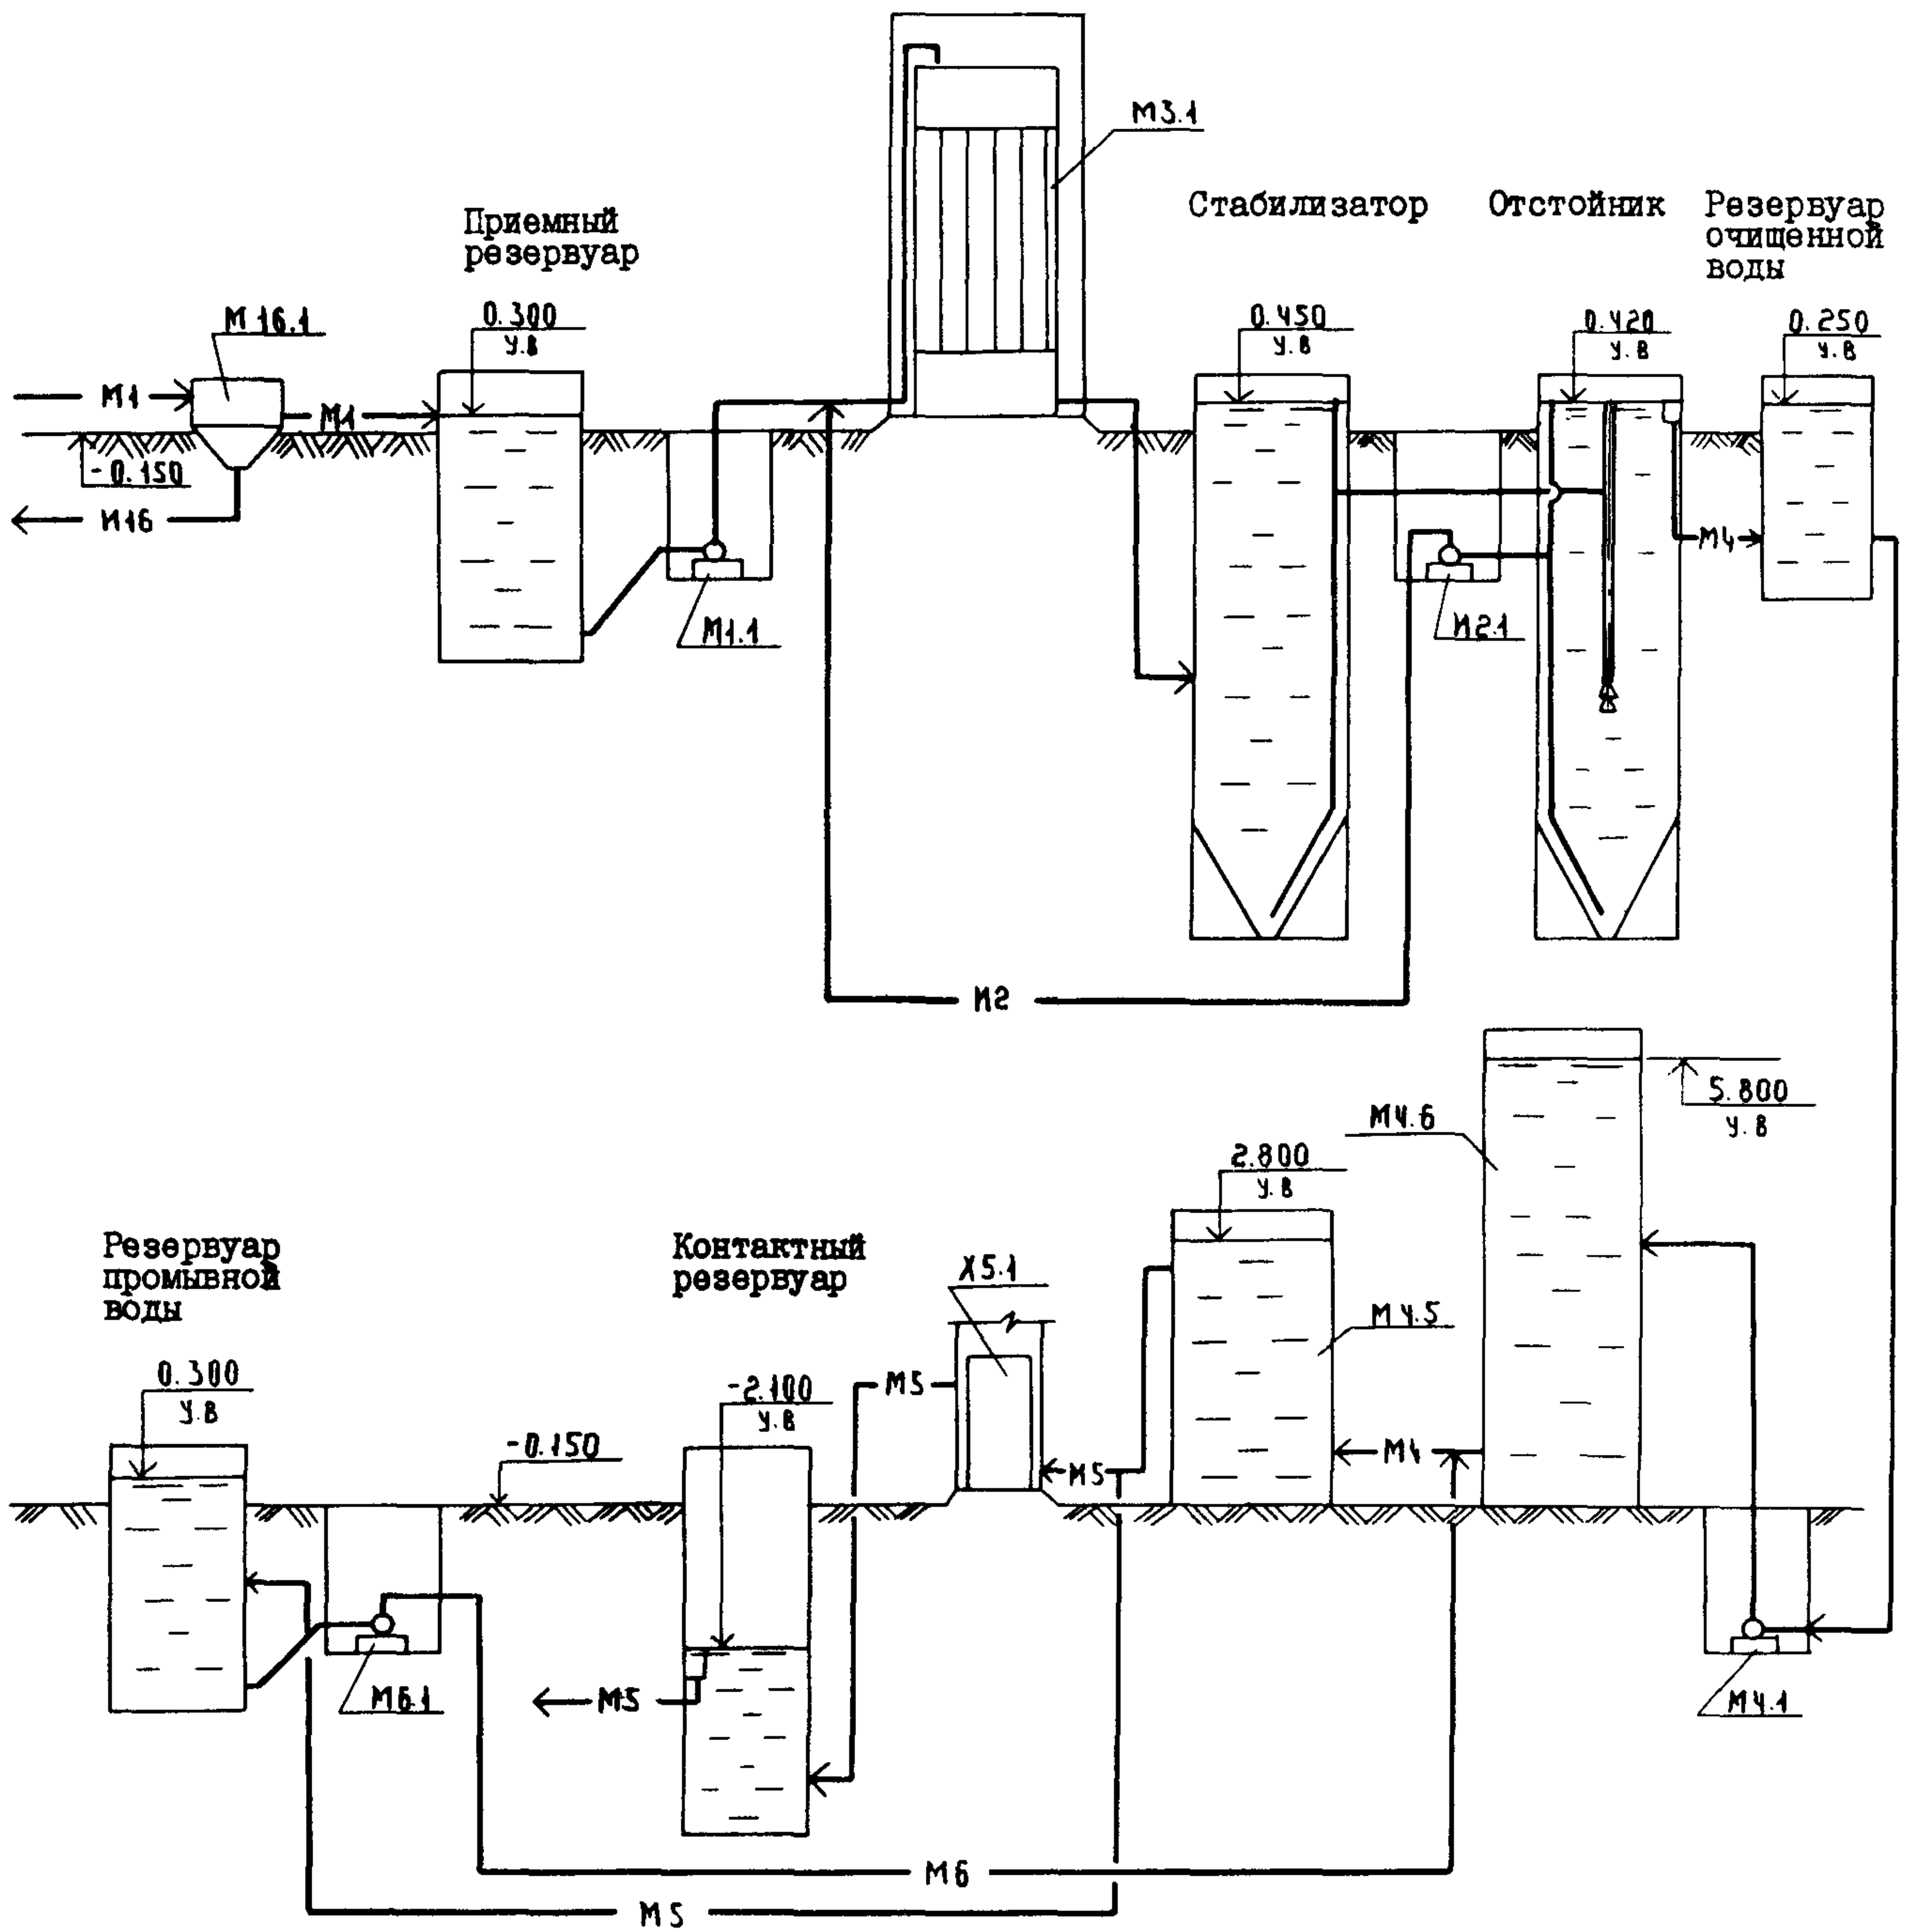 М3.1
Приемный
резервуар
Стабилизатор
Отстойник
Резервуар
очищенной
воды
М16.1
0.300
У.В
0.450
У.В
0.420
У.В
0.250
У.В
М1
М1
-0.150
И16
М1.1
И2.1
М4
И2
5.800
У.В
М4.6
2.800
У.В
Резервуар
промывной
воды
Контактный
резервуар
Х5.1
М4.5
0.300
У.В
-2.100
У.В
М5
-0.150
М5
М4
М6.1
М5
М4.1
М6
М5